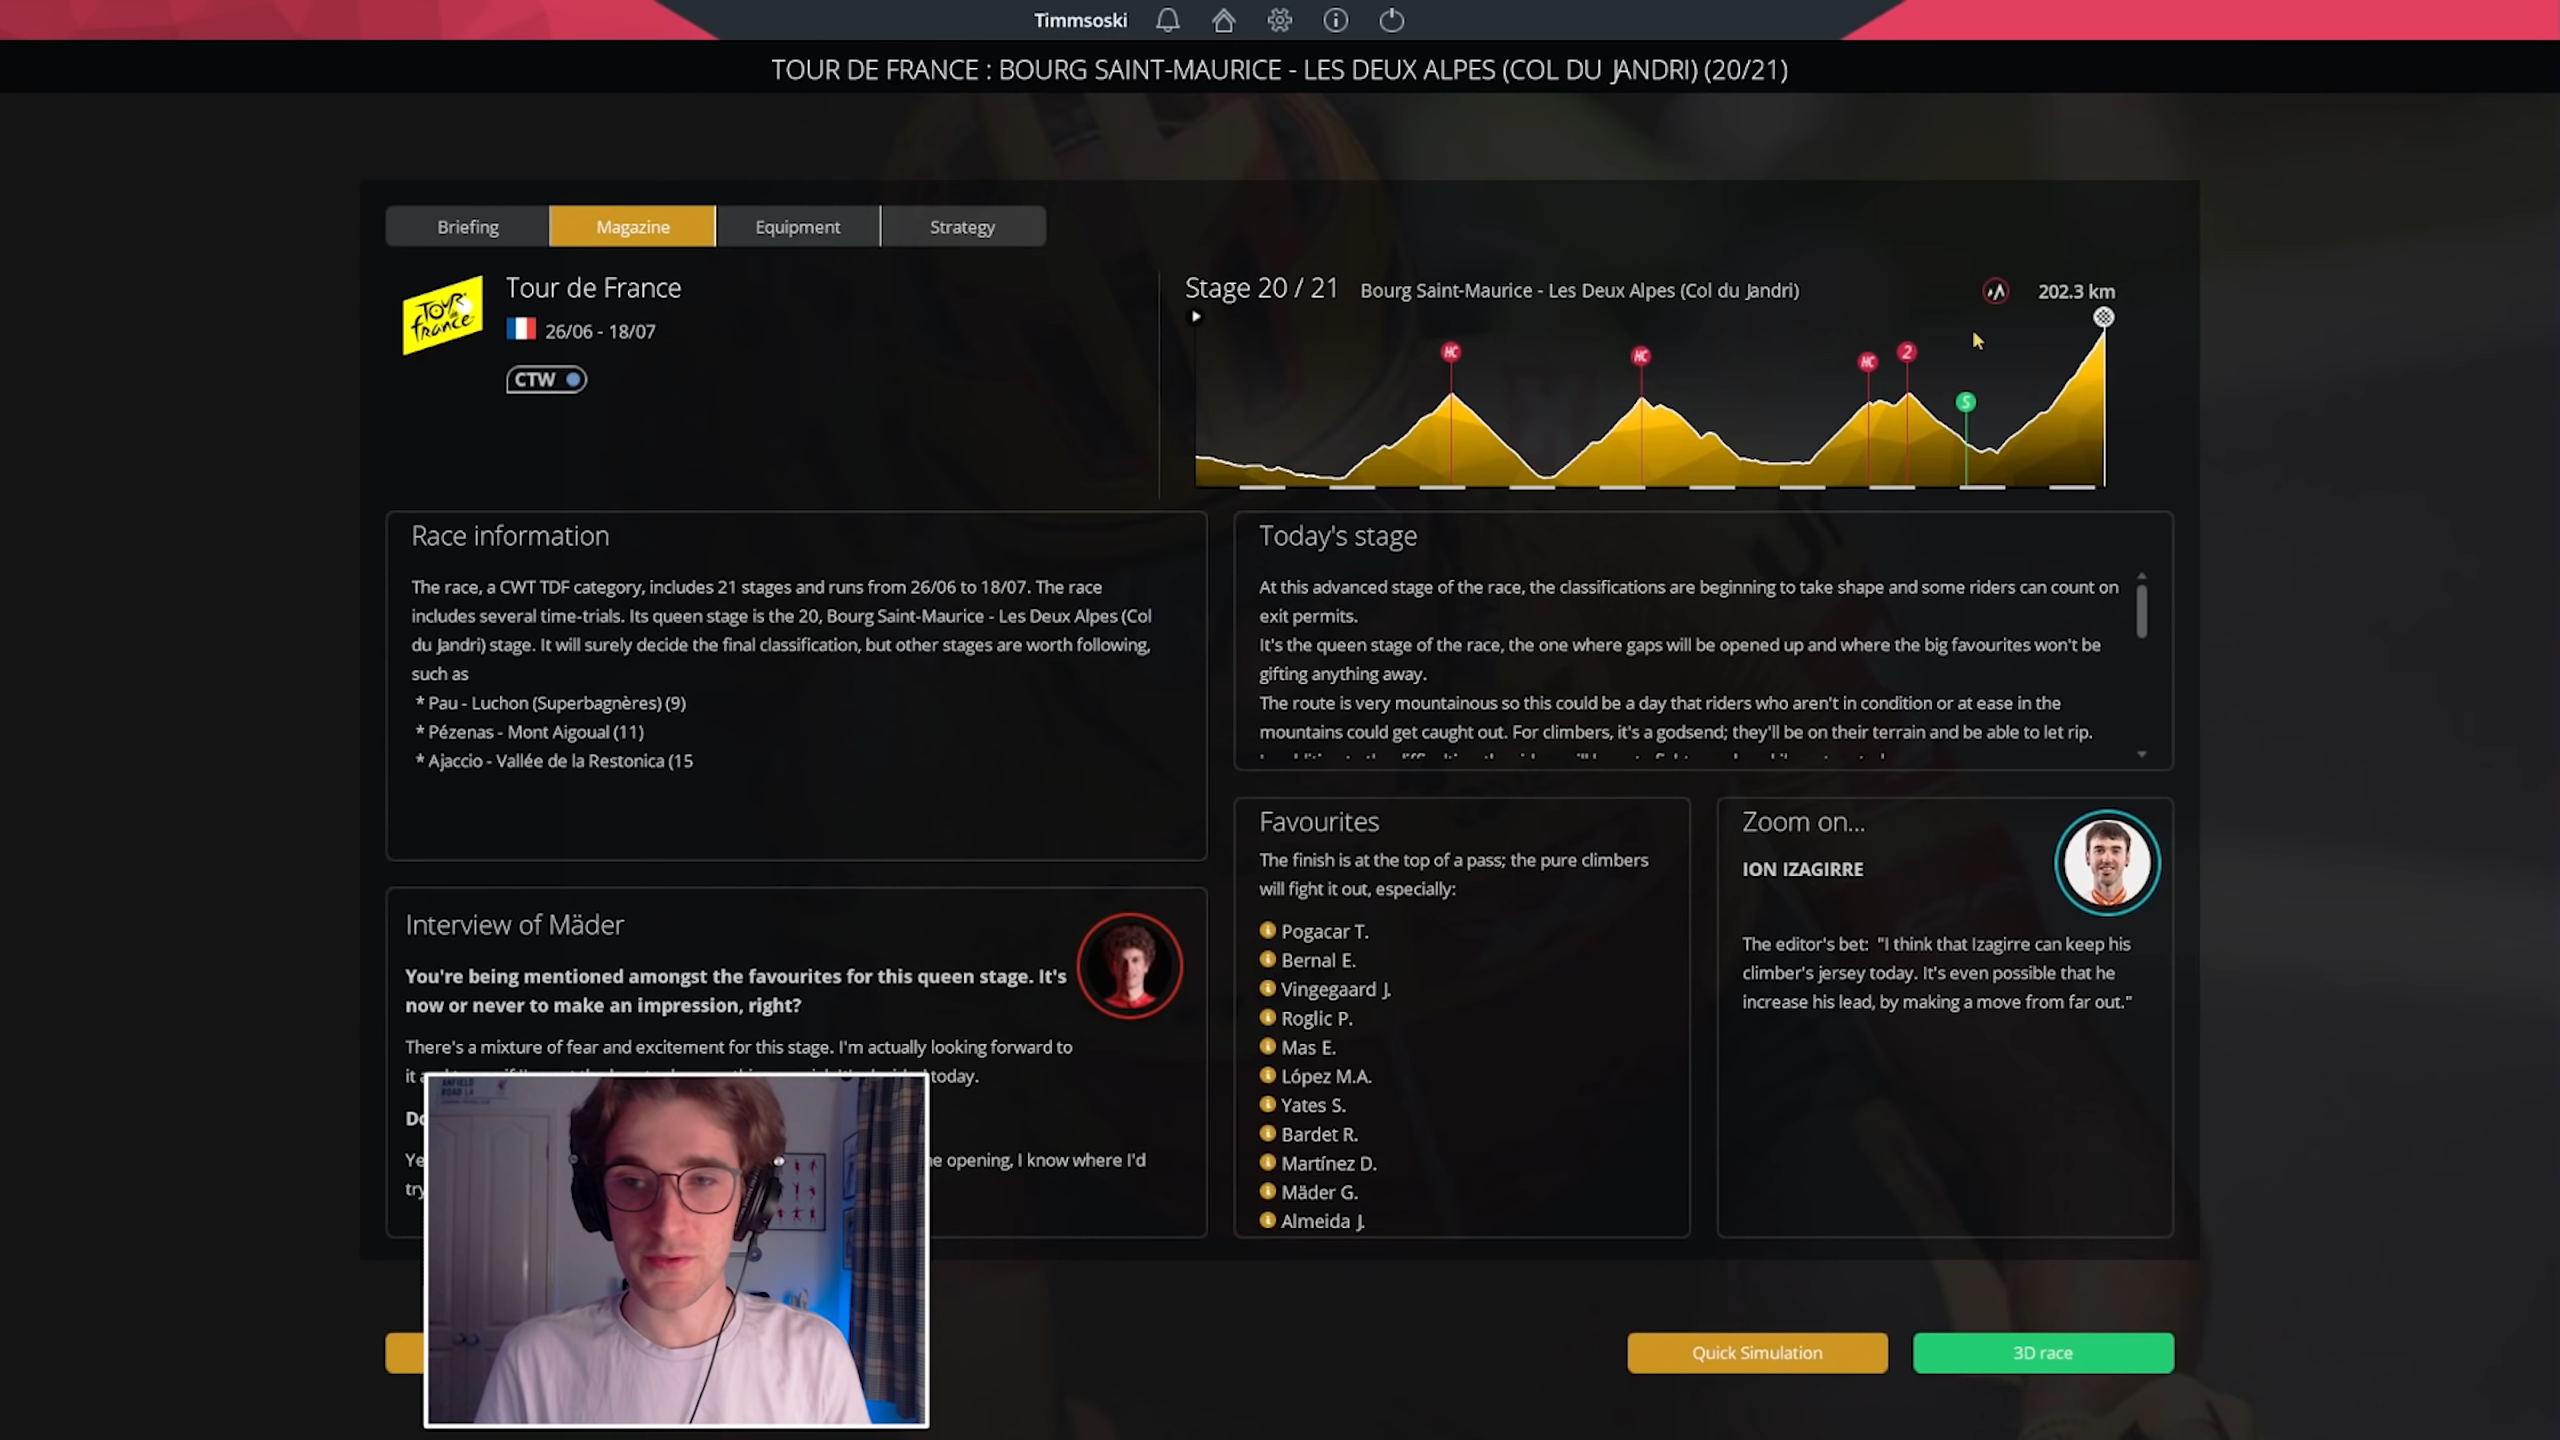 Timmsoski
TOUR DE FRANCE : BOURG SAINT-MAURICE - LES DEUX ALPES (COL DU JANDRI) (20/21)
Briefing
Magazine
Equipment
Strategy
TOUR
france
Tour de France
26/06 - 18/07
CTW
Stage 20 / 21
Bourg Saint-Maurice - Les Deux Alpes (Col du Jandri)
202.3 km
HC
HC
HC
2
S
Race information
The race, a CWT TDF category, includes 21 stages and runs from 26/06 to 18/07. The race
includes several time-trials. Its queen stage is the 20, Bourg Saint-Maurice - Les Deux Alpes (Col
du Jandri) stage. It will surely decide the final classification, but other stages are worth following,
such as
* Pau - Luchon (Superbagnères) (9)
* Pézenas - Mont Aigoual (11)
* Ajaccio - Vallée de la Restonica (15
Today's stage
At this advanced stage of the race, the classifications are beginning to take shape and some riders can count on
exit permits.
It's the queen stage of the race, the one where gaps will be opened up and where the big favourites won't be
gifting anything away.
The route is very mountainous so this could be a day that riders who aren't in condition or at ease in the
mountains could get caught out. For climbers, it's a godsend; they'll be on their terrain and be able to let rip.
Interview of Mäder
You're being mentioned amongst the favourites for this queen stage. It's
now or never to make an impression, right?
There's a mixture of fear and excitement for this stage. I'm actually looking forward to
it today.
opening, I know where I'd
try
Favourites
The finish is at the top of a pass; the pure climbers
will fight it out, especially:
Pogacar T.
Bernal E.
Vingegaard J.
Roglic P.
Mas E.
López M.A.
Yates S.
Bardet R.
Martínez D.
Mäder G.
Almeida J.
Zoom on...
ION IZAGIRRE
The editor's bet: "I think that Izagirre can keep his
climber's jersey today. It's even possible that he
increase his lead, by making a move from far out."
ANFIELD
ROAD
Quick Simulation
3D race